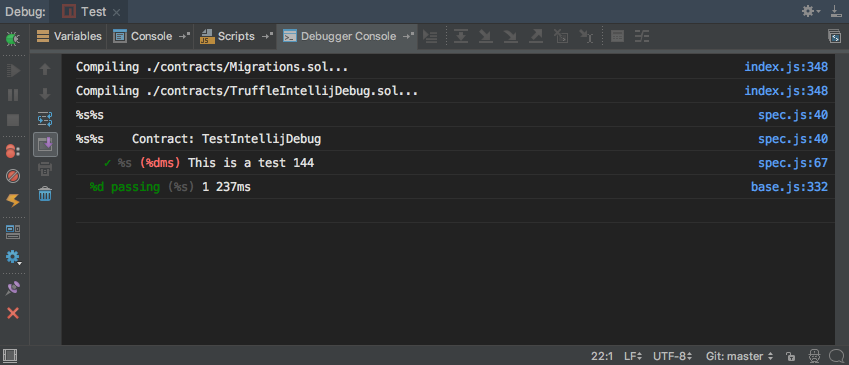 Debug: Test
Variables Console Scripts Debugger Console
Compiling ./contracts/Migrations.sol... index.js:348
Compiling ./contracts/TruffleIntellijDebug.sol... index.js:348
%s%s spec.js:40
%s%s Contract: TestIntellijDebug spec.js:40
✓ %s (%dms) This is a test 144 spec.js:67
%d passing (%s) 1 237ms base.js:332
22:1 LF÷ UTF-8÷ Git: master ÷